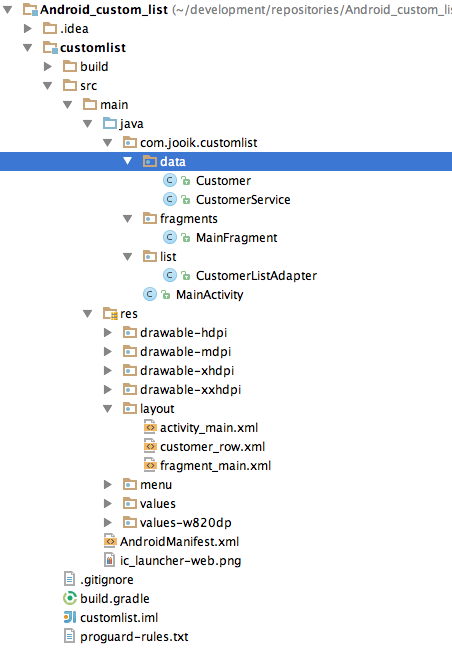 Android_custom_list (~/development/repositories/Android_custom_lis
.idea
customlist
build
src
main
java
com.jooik.customlist
data
Customer
CustomerService
fragments
MainFragment
list
CustomerListAdapter
MainActivity
res
drawable-hdpi
drawable-mdpi
drawable-xhdpi
drawable-xxhdpi
layout
activity_main.xml
customer_row.xml
fragment_main.xml
menu
values
values-w820dp
AndroidManifest.xml
ic_launcher-web.png
.gitignore
build.gradle
customlist.iml
proguard-rules.txt